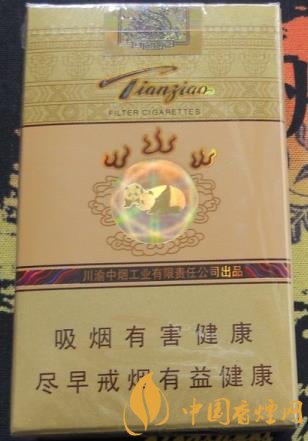 Tianziao
FILTER CIGARETTES
川渝中烟工业有限责任公司出品
吸烟有害健康
尽早戒烟有益健康
中国香烟网